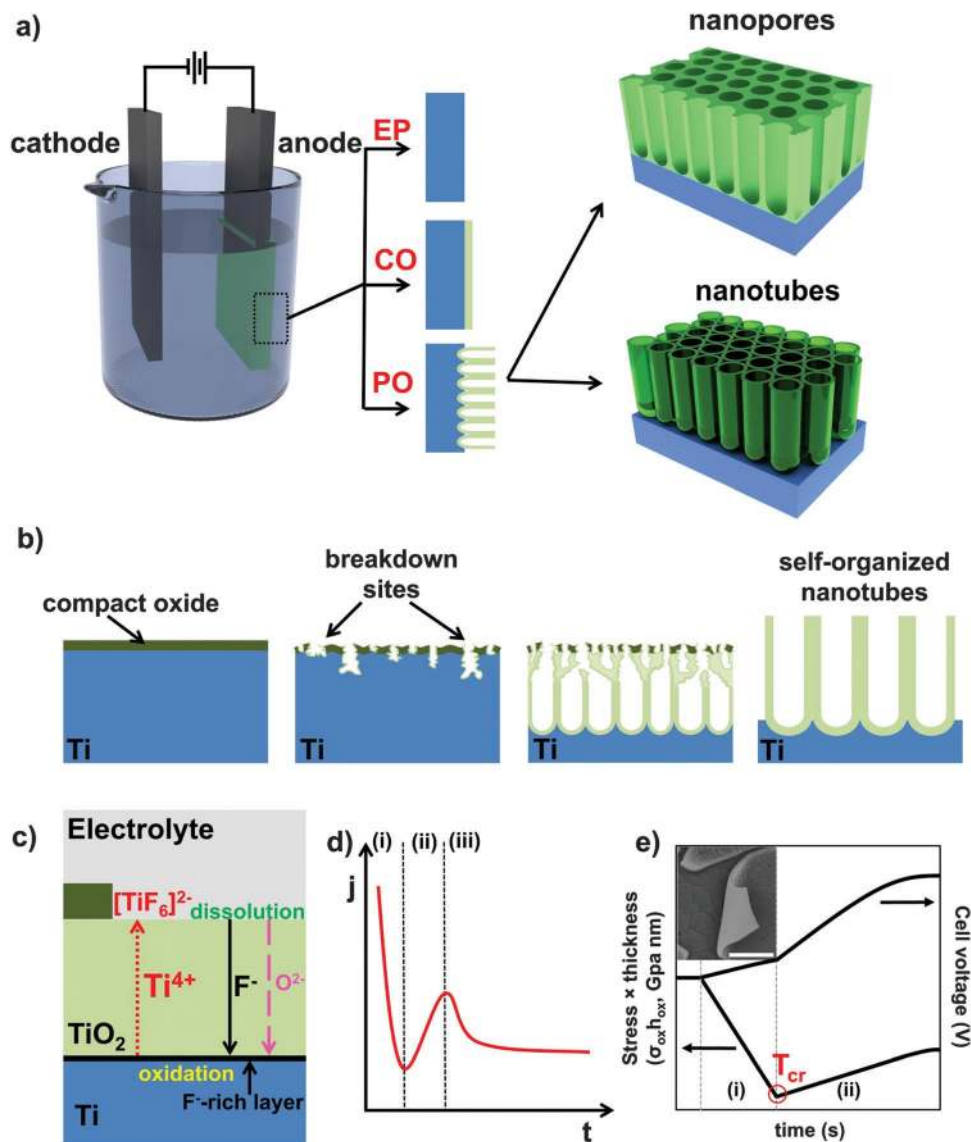 a)
nanopores
cathode
anode
EP
CO
PO
nanotubes
b)
compact oxide
breakdown
sites
self-organized
nanotubes
Ti
Ti
Ti
Ti
c)
Electrolyte
[TiF6]2-
dissolution
Ti4+
F-
O2-
TiO2
oxidation
F--rich layer
Ti
d)
(i)
(ii)
(iii)
j
t
e)
Stress × thickness
(σoxhox, Gpa nm)
Cell voltage
(V)
Tcr
(i)
(ii)
time (s)